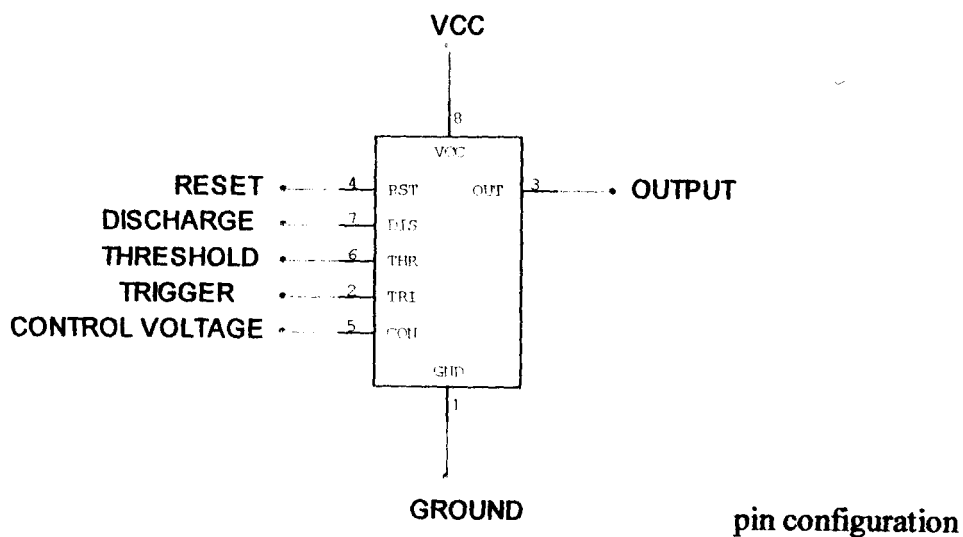 VCC
8
VCC
RESET 4 RST OUT 3 OUTPUT
DISCHARGE 7 DIS
THRESHOLD 6 THR
TRIGGER 2 TRI
CONTROL VOLTAGE 5 CON
GND
1
GROUND
pin configuration